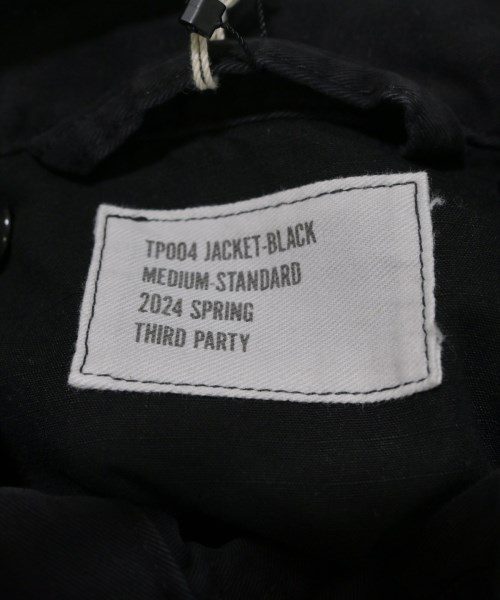 TP004 JACKET-BLACK
MEDIUM-STANDARD
2024 SPRING
THIRD PARTY